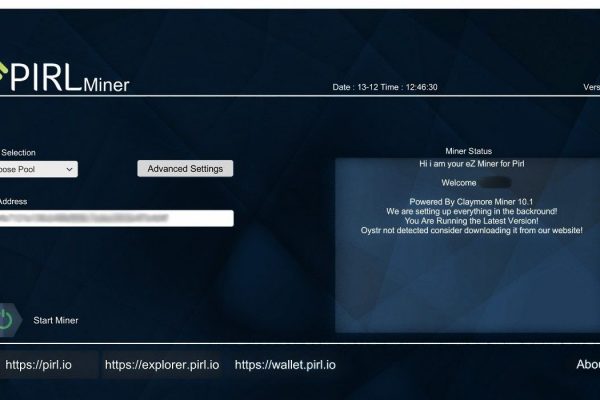 PIRL Miner
Date : 13-12 Time : 12:46:30
Vers
Selection
oose Pool
Advanced Settings
Address
Start Miner
Miner Status
Hi i am your eZ Miner for Pirl
Welcome
Powered By Claymore Miner 10.1
We are setting up everything in the backround!
You Are Running the Latest Version!
Oystr not detected consider downloading it from our website!
https://pirl.io
https://explorer.pirl.io
https://wallet.pirl.io
Abou